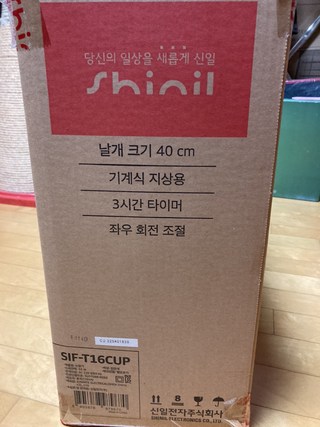 Shinil
당신의 일상을 새롭게 신일
Shinil
날개 크기 40 cm
기계식 지상용
3시간 타이머
좌우 회전 조절
SIF-T16CUP
8
신일전자주식회사
SHINIL ELECTRONICS CO.,LTD